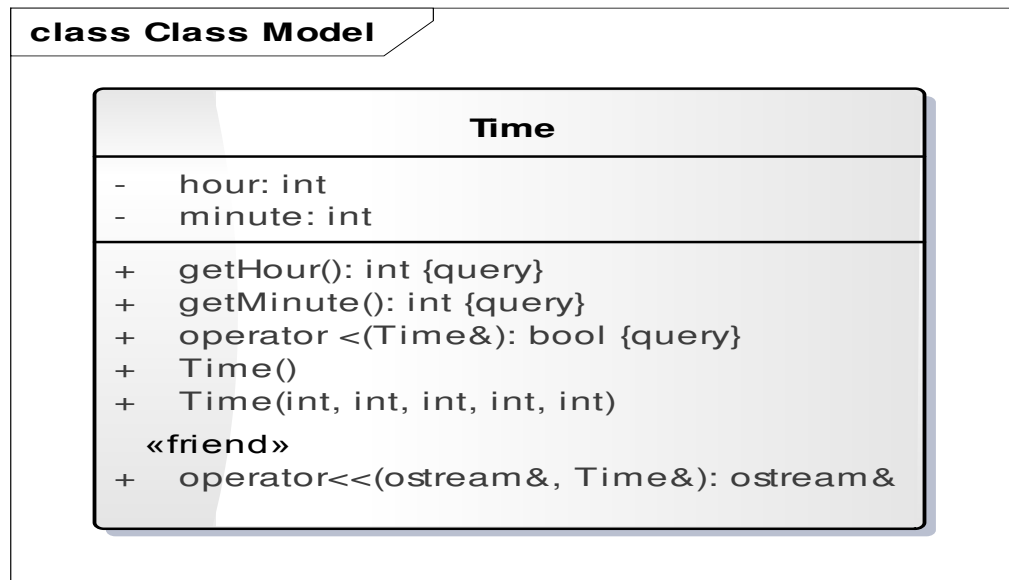 class Class Model
Time
- hour: int
- minute: int
+ getHour(): int {query}
+ getMinute(): int {query}
+ operator <(Time&): bool {query}
+ Time()
+ Time(int, int, int, int, int)
«friend»
+ operator<<(ostream&, Time&): ostream&